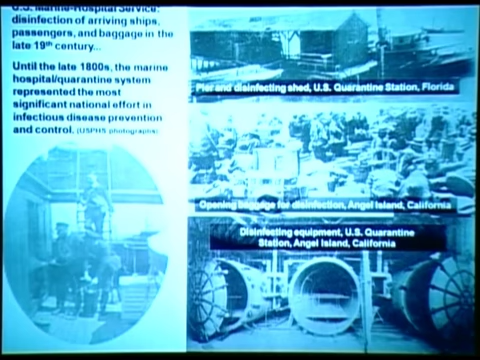 U.S. Marine-Hospital Service:
disinfection of arriving ships,
passengers, and baggage in the
late 19th century...
Until the late 1800s, the marine
hospital/quarantine system
represented the most
significant national effort in
infectious disease prevention
and control. (USPHS photographs)
Pier and disinfecting shed, U.S. Quarantine Station, Florida
Opening baggage for disinfection, Angel Island, California
Disinfecting equipment, U.S. Quarantine
Station, Angel Island, California